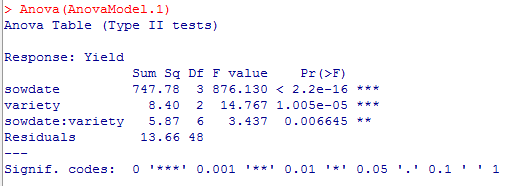 > Anova(AnovaModel.1)
Anova Table (Type II tests)
Response: Yield
Sum Sq Df F value Pr(>F)
sowdate 747.78 3 876.130 < 2.2e-16 ***
variety 8.40 2 14.767 1.005e-05 ***
sowdate:variety 5.87 6 3.437 0.006645 **
Residuals 13.66 48
---
Signif. codes: 0 '***' 0.001 '**' 0.01 '*' 0.05 '.' 0.1 ' ' 1